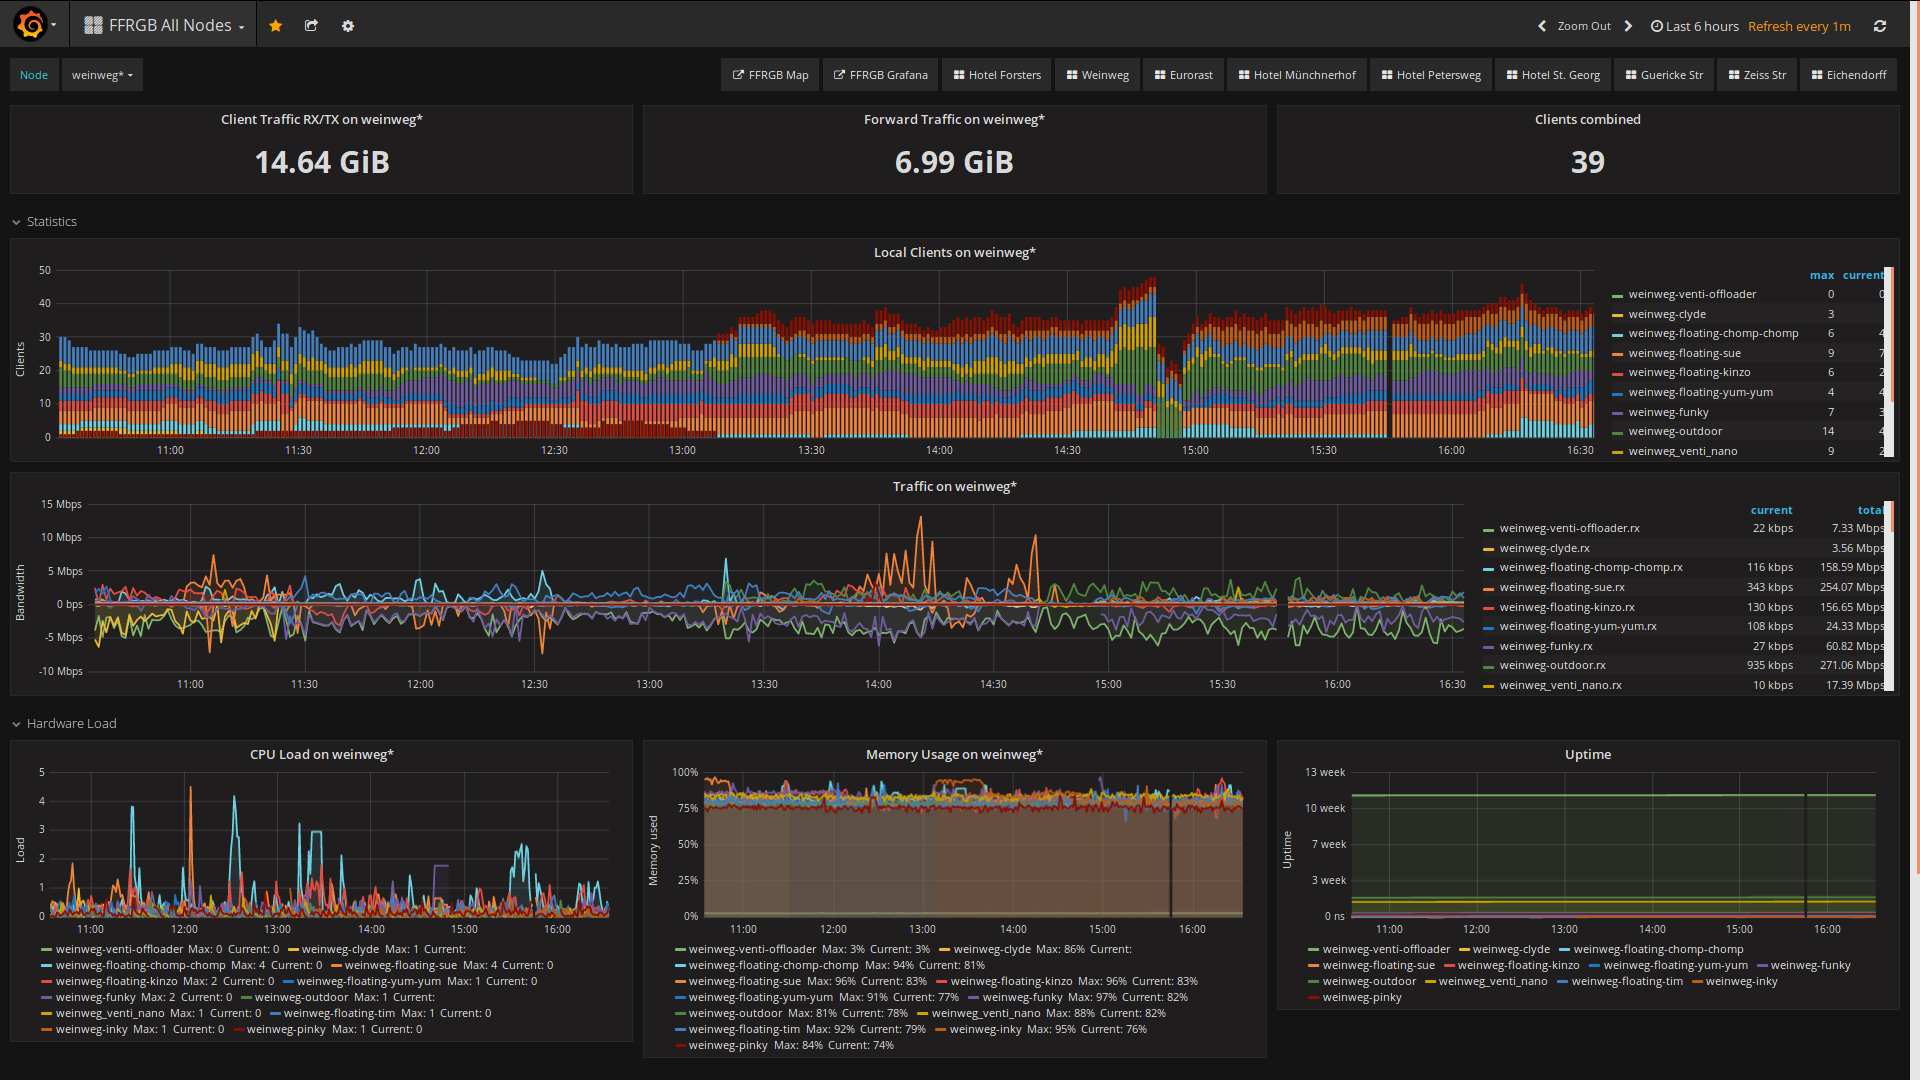 FFRGB All Nodes
Zoom Out
Last 6 hours
Refresh every 1m
Node
weinweg*
FFRGB Map
FFRGB Grafana
Hotel Forsters
Weinweg
Eurorast
Hotel Münchnerhof
Hotel Petersweg
Hotel St. Georg
Guericke Str
Zeiss Str
Eichendorff
Client Traffic RX/TX on weinweg*
14.64 GiB
Forward Traffic on weinweg*
6.99 GiB
Clients combined
39
Statistics
Local Clients on weinweg*
Clients
50
40
30
20
10
0
11:00 11:30 12:00 12:30 13:00 13:30 14:00 14:30 15:00 15:30 16:00 16:30
max current
weinweg-venti-offloader 0 0
weinweg-clyde 3
weinweg-floating-chomp-chomp 6 4
weinweg-floating-sue 9 7
weinweg-floating-kinzo 6 2
weinweg-floating-yum-yum 4 4
weinweg-funky 7 3
weinweg-outdoor 14 4
weinweg_venti_nano 9 2
Traffic on weinweg*
Bandwidth
15 Mbps
10 Mbps
5 Mbps
0 bps
-5 Mbps
-10 Mbps
11:00 11:30 12:00 12:30 13:00 13:30 14:00 14:30 15:00 15:30 16:00 16:30
current total
weinweg-venti-offloader.rx 22 kbps 7.33 Mbps
weinweg-clyde.rx 3.56 Mbps
weinweg-floating-chomp-chomp.rx 116 kbps 158.59 Mbps
weinweg-floating-sue.rx 343 kbps 254.07 Mbps
weinweg-floating-kinzo.rx 130 kbps 156.65 Mbps
weinweg-floating-yum-yum.rx 108 kbps 24.33 Mbps
weinweg-funky.rx 27 kbps 60.82 Mbps
weinweg-outdoor.rx 935 kbps 271.06 Mbps
weinweg_venti_nano.rx 10 kbps 17.39 Mbps
Hardware Load
CPU Load on weinweg*
Load
5
4
3
2
1
0
11:00 12:00 13:00 14:00 15:00 16:00
weinweg-venti-offloader Max: 0 Current: 0 weinweg-clyde Max: 1 Current:
weinweg-floating-chomp-chomp Max: 4 Current: 0 weinweg-floating-sue Max: 4 Current: 0
weinweg-floating-kinzo Max: 2 Current: 0 weinweg-floating-yum-yum Max: 1 Current: 0
weinweg-funky Max: 2 Current: 0 weinweg-outdoor Max: 1 Current:
weinweg_venti_nano Max: 1 Current: 0 weinweg-floating-tim Max: 1 Current: 0
weinweg-inky Max: 1 Current: 0 weinweg-pinky Max: 1 Current: 0
Memory Usage on weinweg*
Memory used
100%
75%
50%
25%
0%
11:00 12:00 13:00 14:00 15:00 16:00
weinweg-venti-offloader Max: 3% Current: 3% weinweg-clyde Max: 86% Current:
weinweg-floating-chomp-chomp Max: 94% Current: 81%
weinweg-floating-sue Max: 96% Current: 83% weinweg-floating-kinzo Max: 96% Current: 83%
weinweg-floating-yum-yum Max: 91% Current: 77% weinweg-funky Max: 97% Current: 82%
weinweg-outdoor Max: 81% Current: 78% weinweg_venti_nano Max: 88% Current: 82%
weinweg-floating-tim Max: 92% Current: 79% weinweg-inky Max: 95% Current: 76%
weinweg-pinky Max: 84% Current: 74%
Uptime
Uptime
13 week
10 week
7 week
3 week
0 ns
11:00 12:00 13:00 14:00 15:00 16:00
weinweg-venti-offloader weinweg-clyde weinweg-floating-chomp-chomp
weinweg-floating-sue weinweg-floating-kinzo weinweg-floating-yum-yum weinweg-funky
weinweg-outdoor weinweg_venti_nano weinweg-floating-tim weinweg-inky
weinweg-pinky